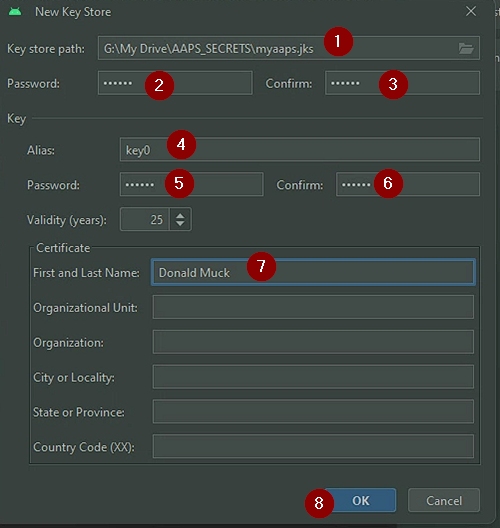 New Key Store
Key store path: G:\My Drive\AAPS_SECRETS\myaaps.jks 1
Password: •••••• 2 Confirm: •••••• 3
Key
Alias: key0 4
Password: •••••• 5 Confirm: •••••• 6
Validity (years): 25
Certificate
First and Last Name: Donald Muck 7
Organizational Unit:
Organization:
City or Locality:
State or Province:
Country Code (XX):
8 OK Cancel